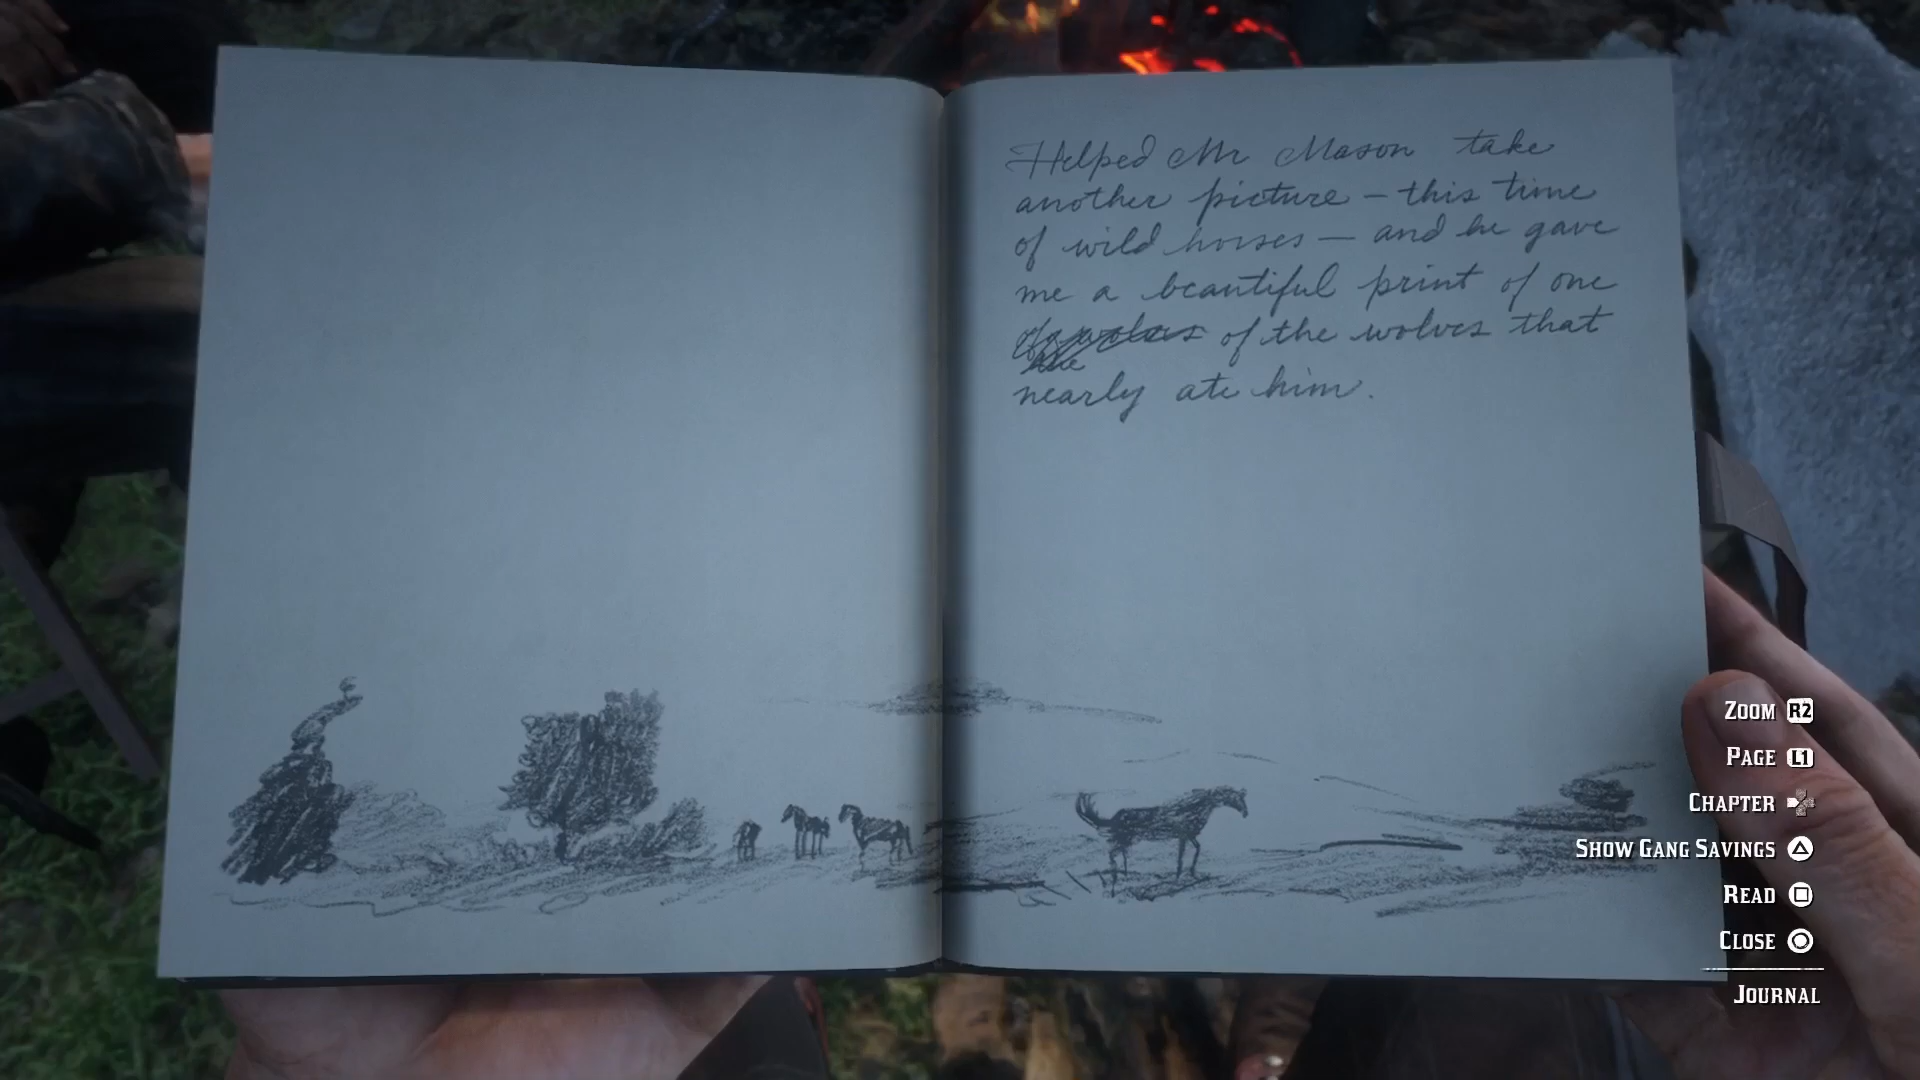 Helped Mr Mason take
another picture – this time
of wild horses – and he gave
me a beautiful print of one
of the wolves that
nearly ate him.
Zoom R2
Page L1
Chapter
Show Gang Savings
Read
Close
Journal